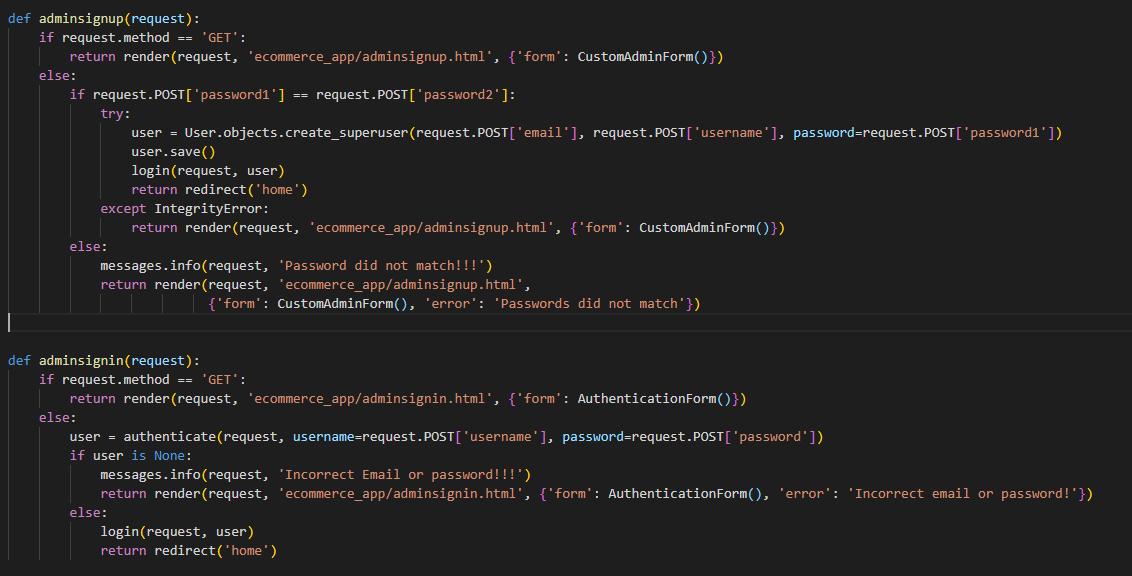 def adminsignup(request):
    if request.method == 'GET':
        return render(request, 'ecommerce_app/adminsignup.html', {'form': CustomAdminForm()})
    else:
        if request.POST['password1'] == request.POST['password2']:
            try:
                user = User.objects.create_superuser(request.POST['email'], request.POST['username'], password=request.POST['password1'])
                user.save()
                login(request, user)
                return redirect('home')
            except IntegrityError:
                return render(request, 'ecommerce_app/adminsignup.html', {'form': CustomAdminForm()})
        else:
            messages.info(request, 'Password did not match!!!')
            return render(request, 'ecommerce_app/adminsignup.html',
                          {'form': CustomAdminForm(), 'error': 'Passwords did not match'})

def adminsignin(request):
    if request.method == 'GET':
        return render(request, 'ecommerce_app/adminsignin.html', {'form': AuthenticationForm()})
    else:
        user = authenticate(request, username=request.POST['username'], password=request.POST['password'])
        if user is None:
            messages.info(request, 'Incorrect Email or password!!!')
            return render(request, 'ecommerce_app/adminsignin.html', {'form': AuthenticationForm(), 'error': 'Incorrect email or password!'})
        else:
            login(request, user)
            return redirect('home')